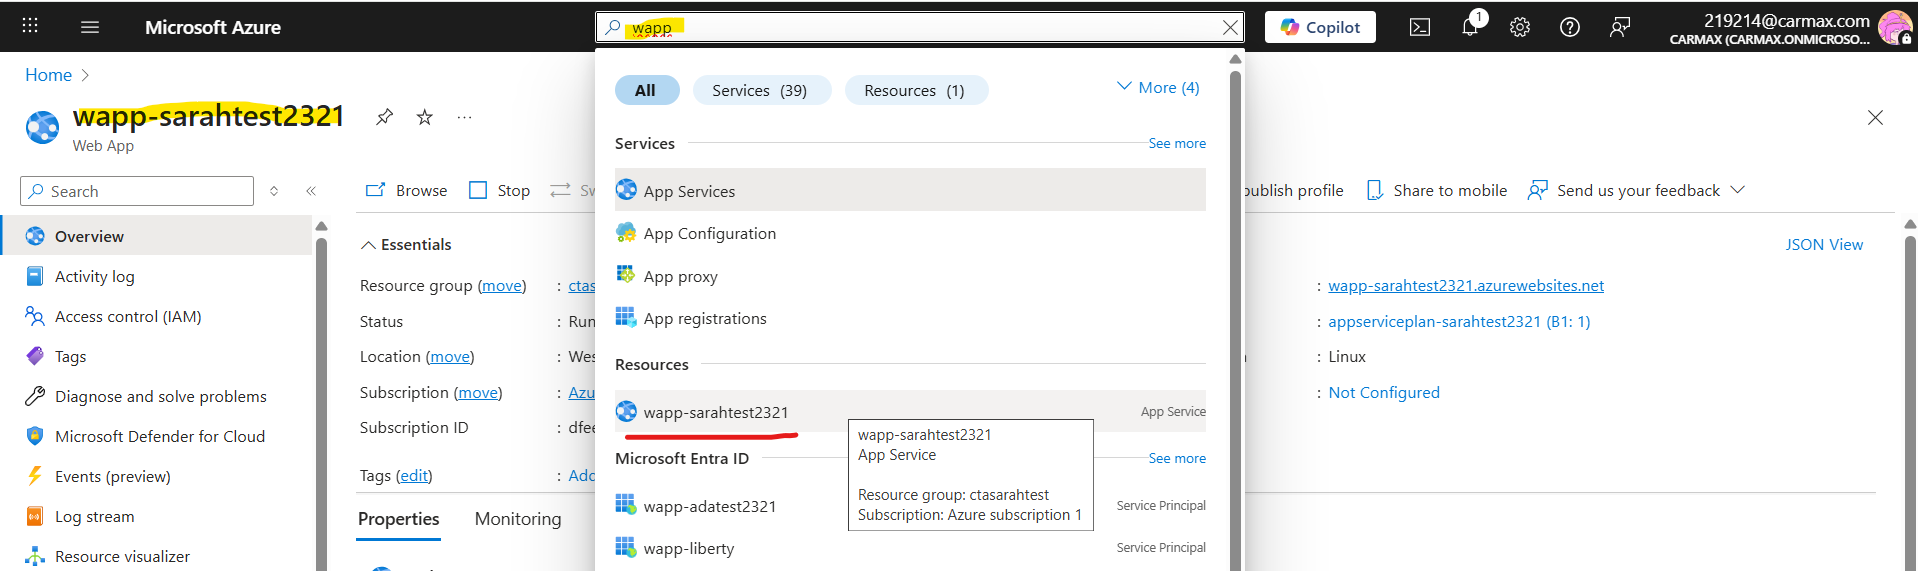 Microsoft Azure
wapp
Copilot
1
219214@carmax.com
CARMAX (CARMAX.ONMICROSO...
Home
wapp-sarahtest2321
Web App
Search
Overview
Activity log
Access control (IAM)
Tags
Diagnose and solve problems
Microsoft Defender for Cloud
Events (preview)
Log stream
Resource visualizer
Browse
Stop
Essentials
Resource group (move) :
Status : Run
Location (move) : Wes
Subscription (move) : Azu
Subscription ID : dfee
Tags (edit) : Add
Properties
Monitoring
All
Services (39)
Resources (1)
More (4)
Services
See more
App Services
App Configuration
App proxy
App registrations
Resources
wapp-sarahtest2321
App Service
wapp-sarahtest2321
App Service
Resource group: ctasarahtest
Subscription: Azure subscription 1
Microsoft Entra ID
See more
wapp-adatest2321
Service Principal
wapp-liberty
Service Principal
publish profile
Share to mobile
Send us your feedback
JSON View
: wapp-sarahtest2321.azurewebsites.net
: appserviceplan-sarahtest2321 (B1: 1)
: Linux
: Not Configured